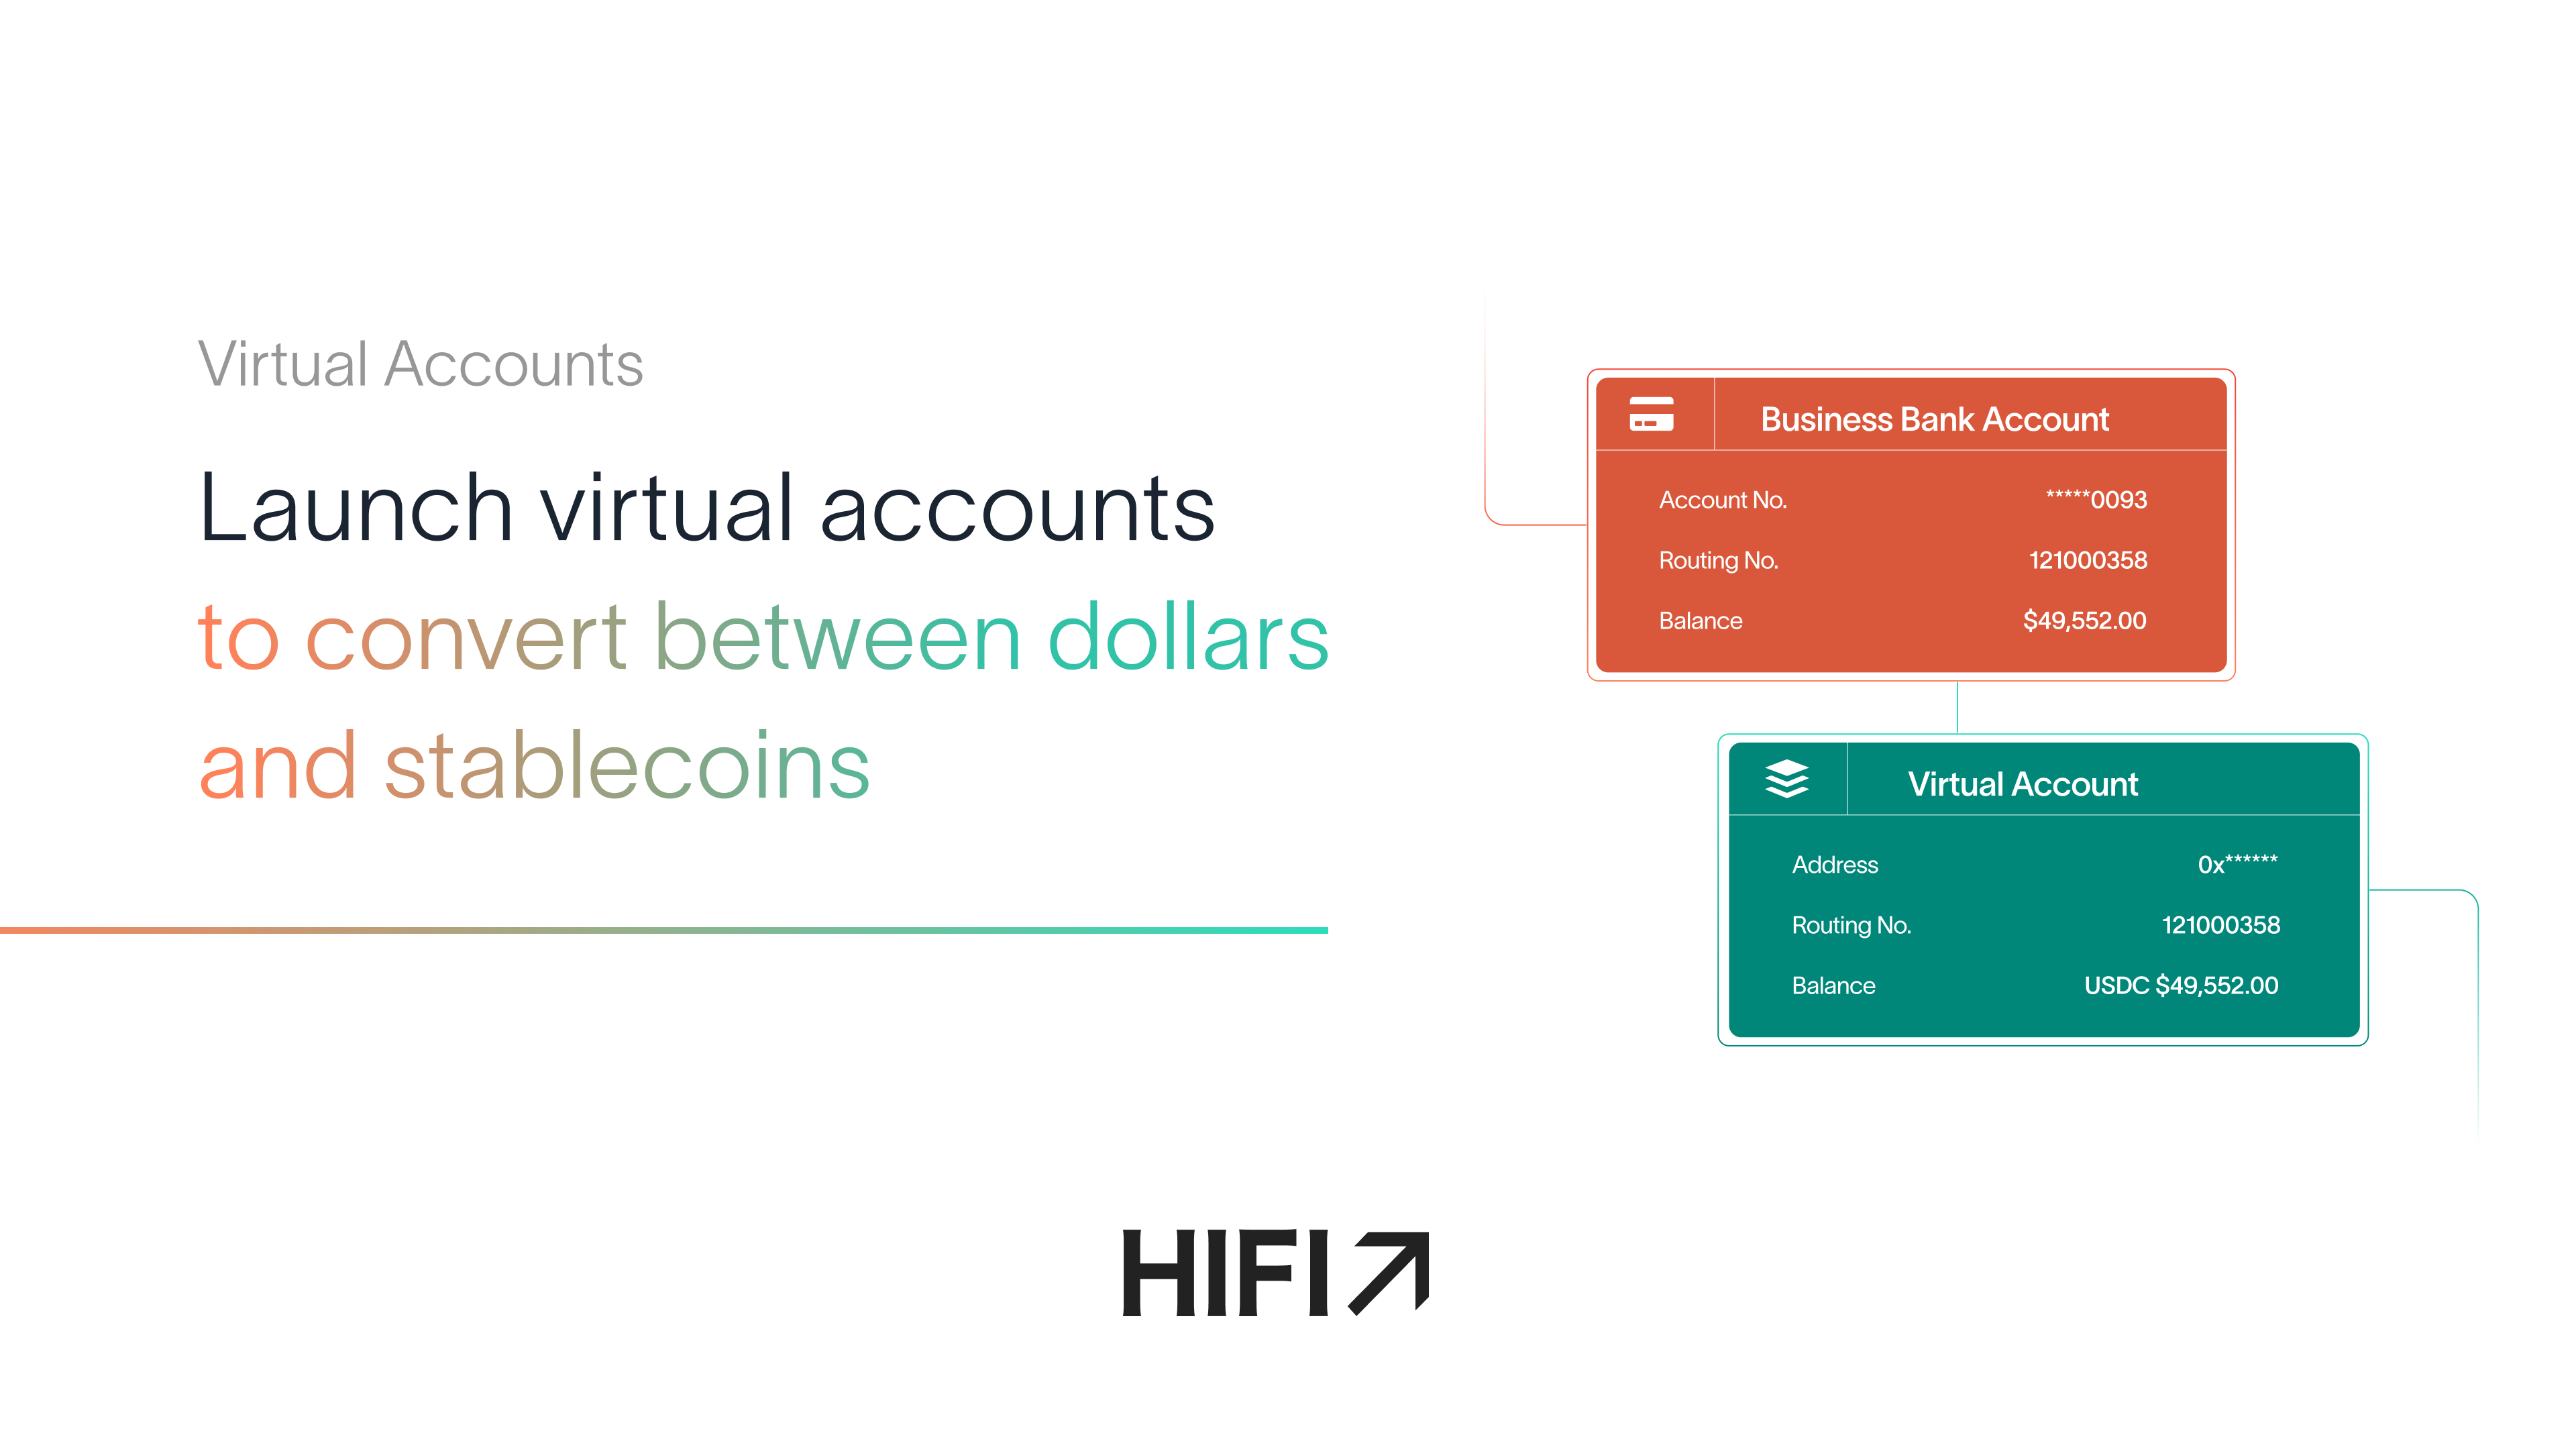 Virtual Accounts
Launch virtual accounts
to convert between dollars
and stablecoins
Business Bank Account
Account No. *****0093
Routing No. 121000358
Balance $49,552.00
Virtual Account
Address 0x******
Routing No. 121000358
Balance USDC $49,552.00
HIFI